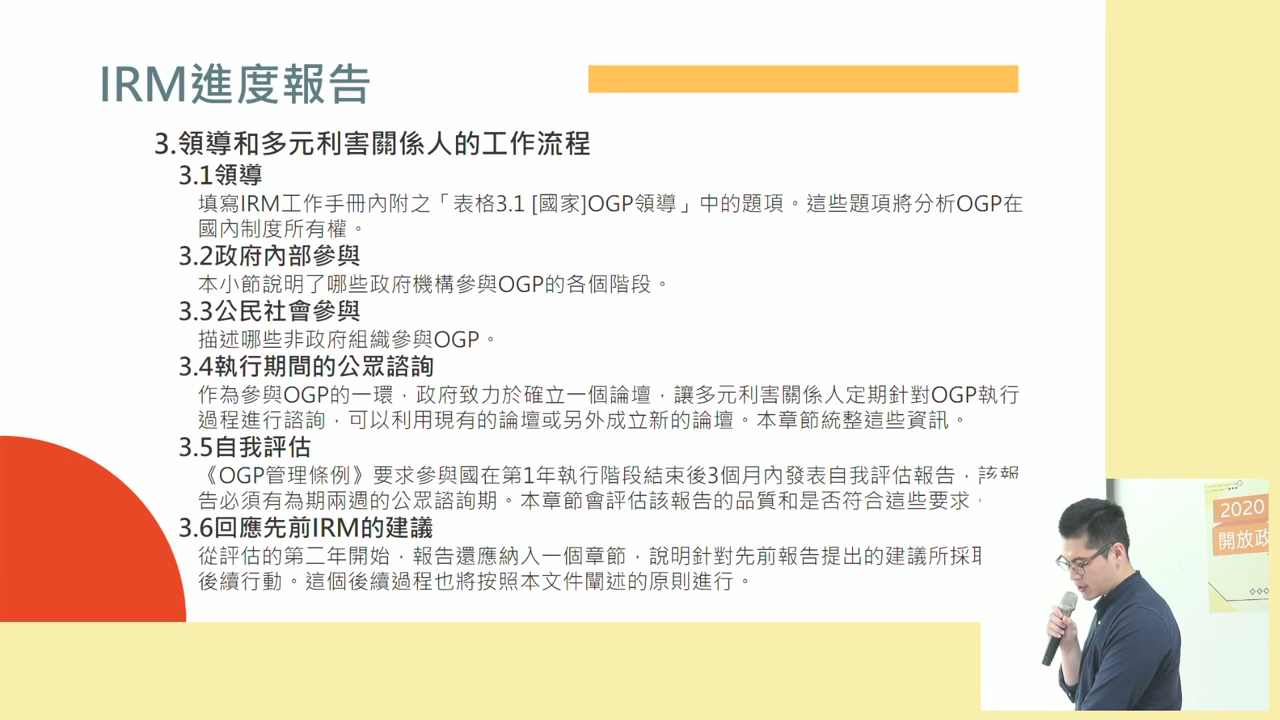 IRM進度報告
3.領導和多元利害關係人的工作流程
3.1領導
填寫IRM工作手冊內附之「表格3.1 [國家]OGP領導」中的題項。這些題項將分析OGP在
國內制度所有權。
3.2政府內部參與
本小節說明了哪些政府機構參與OGP的各個階段。
3.3公民社會參與
描述哪些非政府組織參與OGP。
3.4執行期間的公眾諮詢
作為參與OGP的一環，政府致力於確立一個論壇，讓多元利害關係人定期針對OGP執行
過程進行諮詢，可以利用現有的論壇或另外成立新的論壇。本章節統整這些資訊。
3.5自我評估
《OGP管理條例》要求參與國在第1年執行階段結束後3個月內發表自我評估報告，該報
告必須有為期兩週的公眾諮詢期。本章節會評估該報告的品質和是否符合這些要求
3.6回應先前IRM的建議
從評估的第二年開始，報告還應納入一個章節，說明針對先前報告提出的建議所採取
後續行動。這個後續過程也將按照本文件闡述的原則進行。
2020
開放政